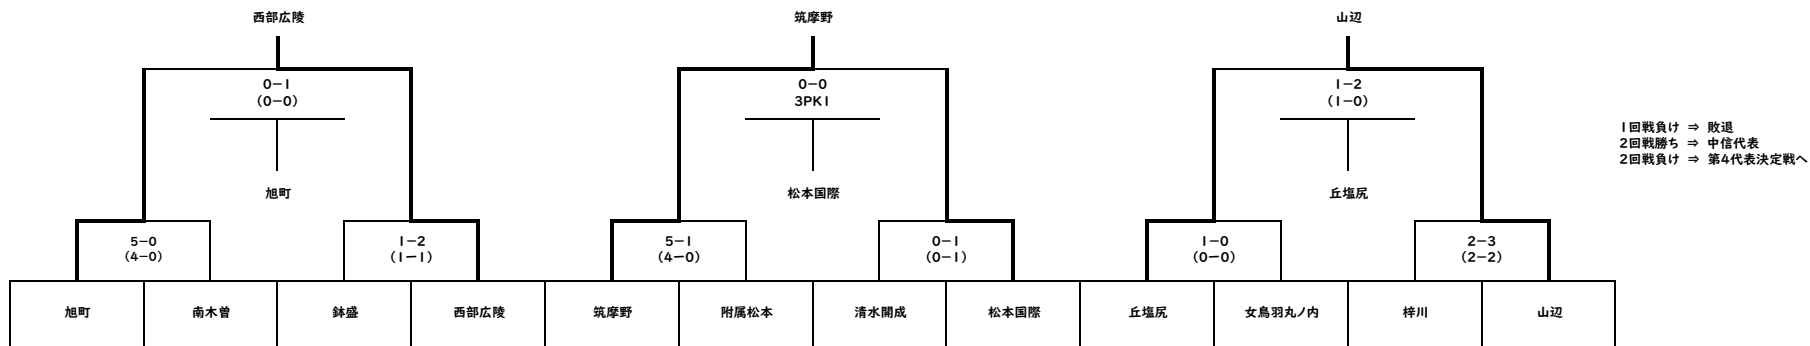 西部広陵
筑摩野
山辺
0−1
(0−0)
0−0
3PK1
1−2
(1−0)
1回戦負け ⇒ 敗退
2回戦勝ち ⇒ 中信代表
2回戦負け ⇒ 第4代表決定戦へ
旭町
松本国際
丘塩尻
5−0
(4−0)
1−2
(1−1)
5−1
(4−0)
0−1
(0−1)
1−0
(0−0)
2−3
(2−2)
旭町
南木曽
鉢盛
西部広陵
筑摩野
附属松本
清水開成
松本国際
丘塩尻
女鳥羽丸ノ内
梓川
山辺